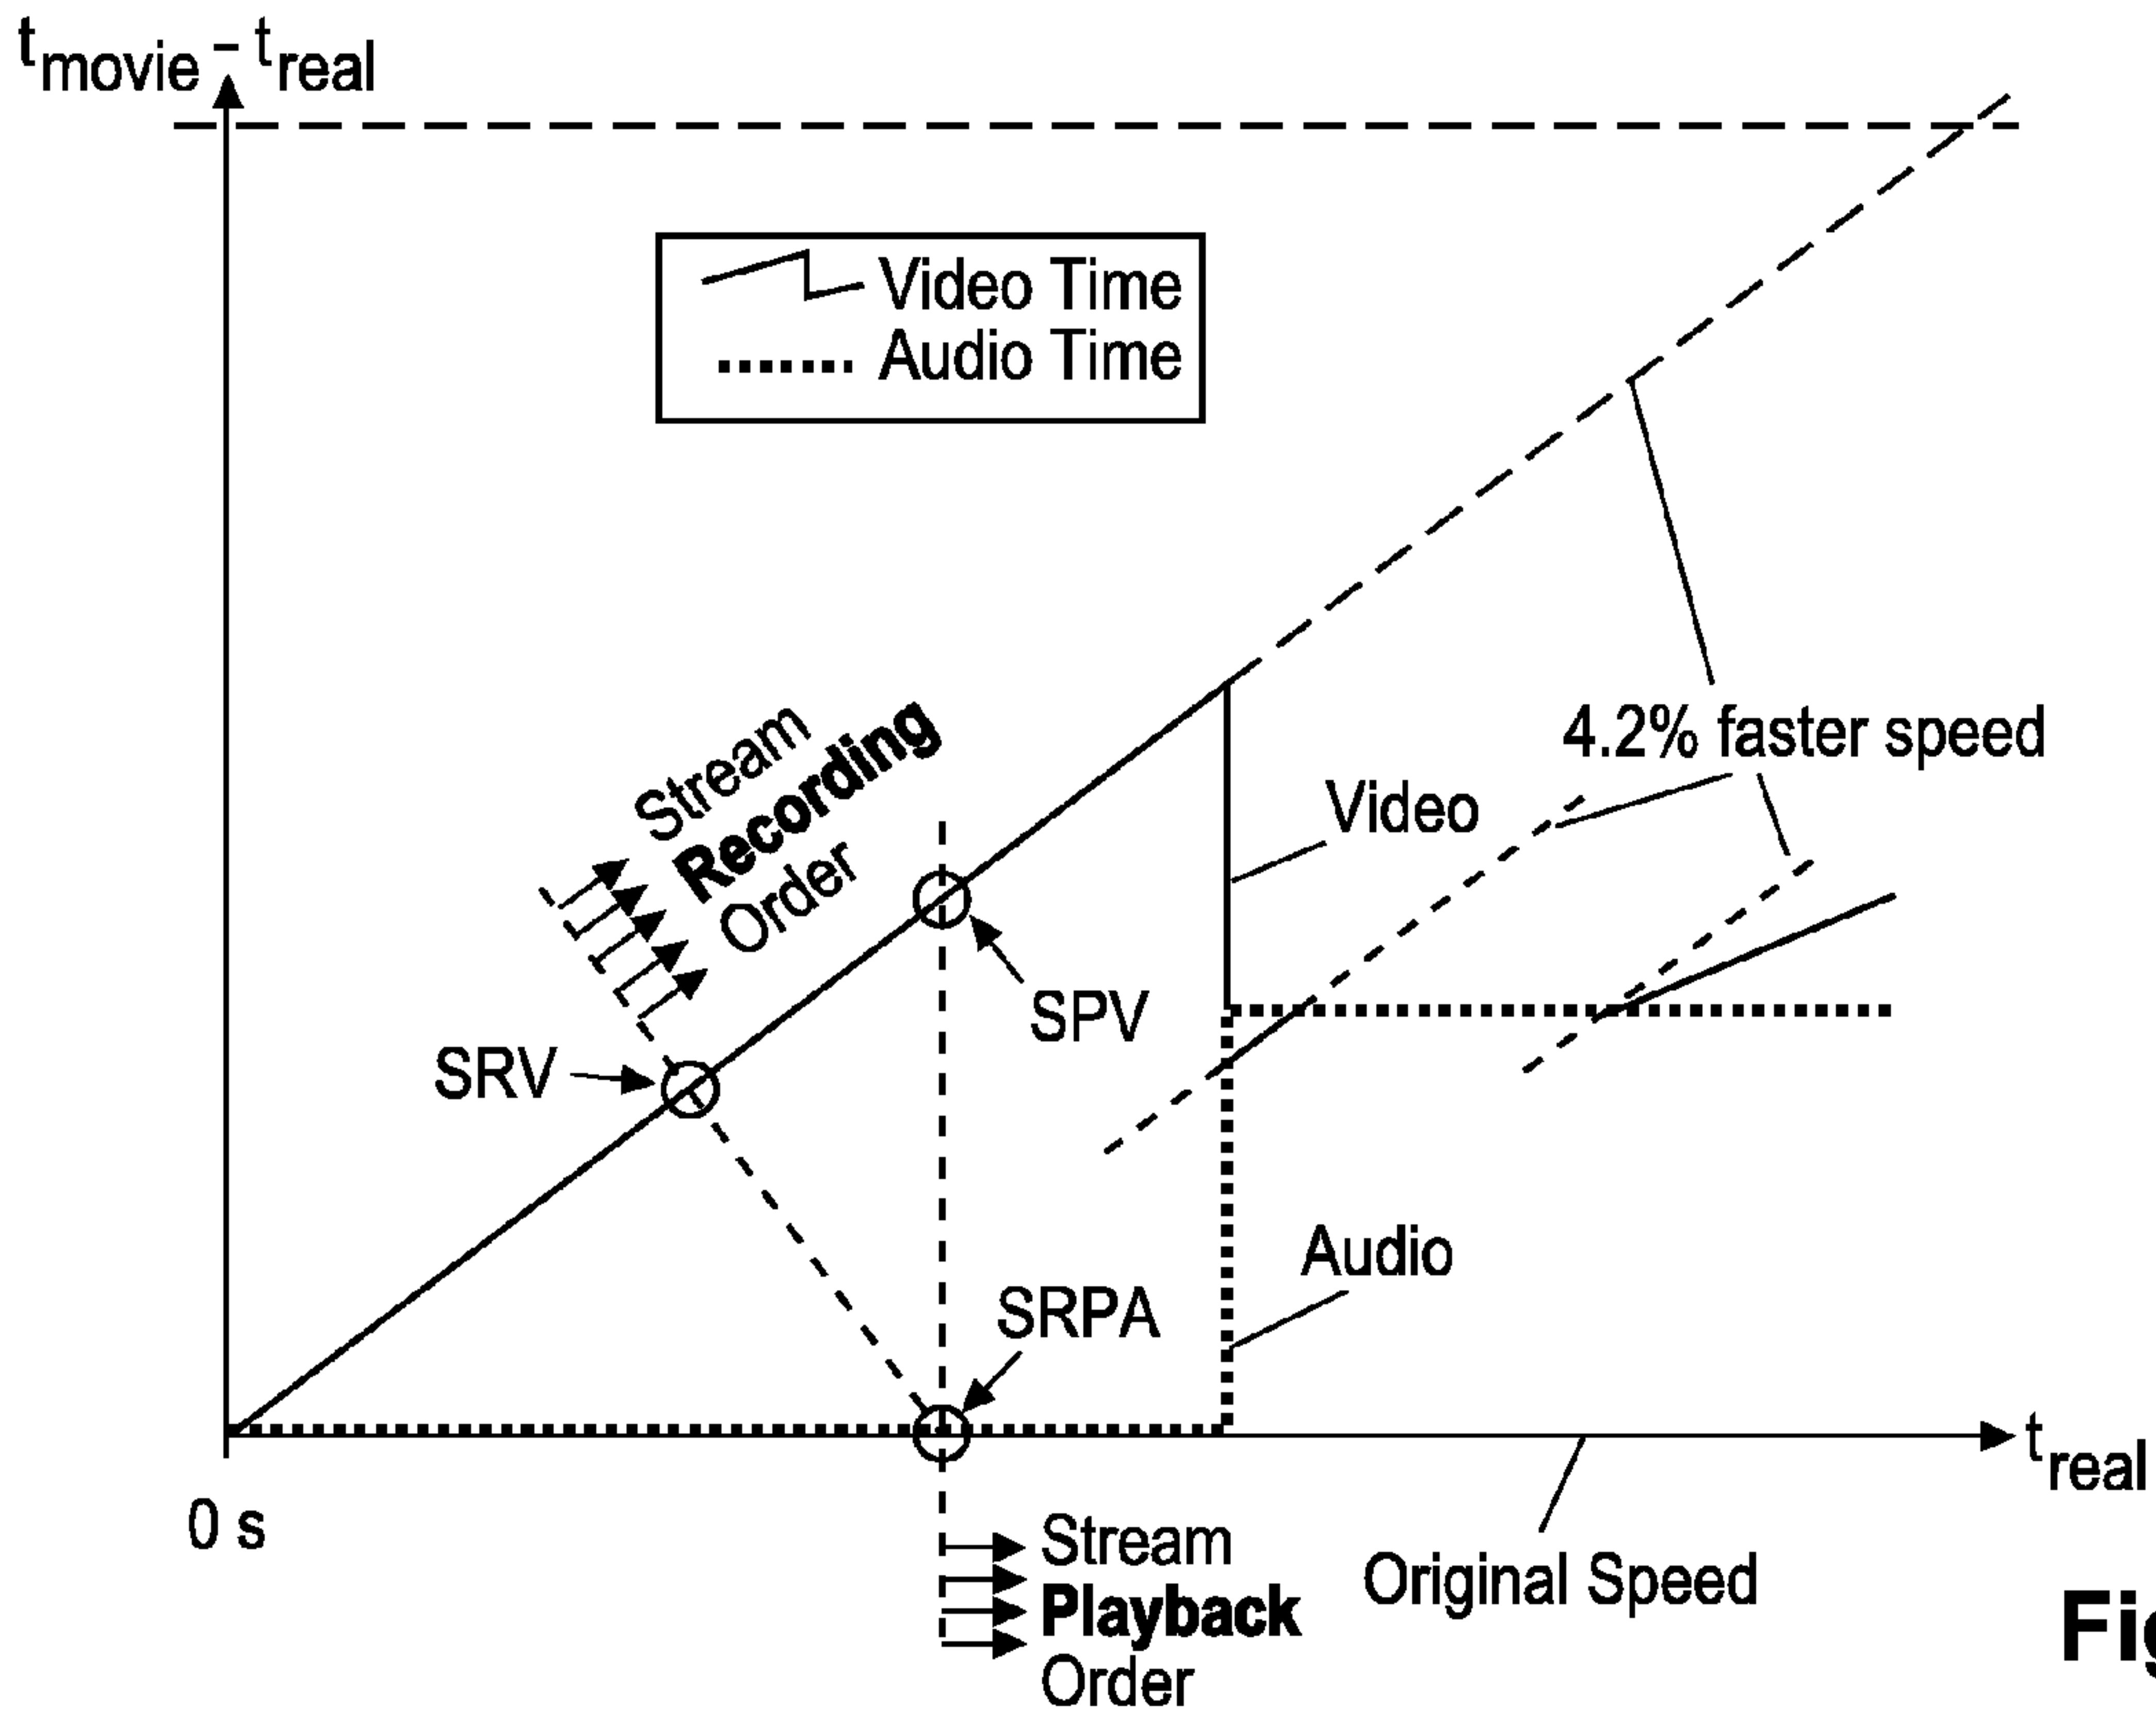 tmovie - treal
Video Time
Audio Time
Stream
Recording
Order
4.2% faster speed
Video
SPV
SRV
Audio
SRPA
treal
0 s
Stream
Playback
Order
Original Speed